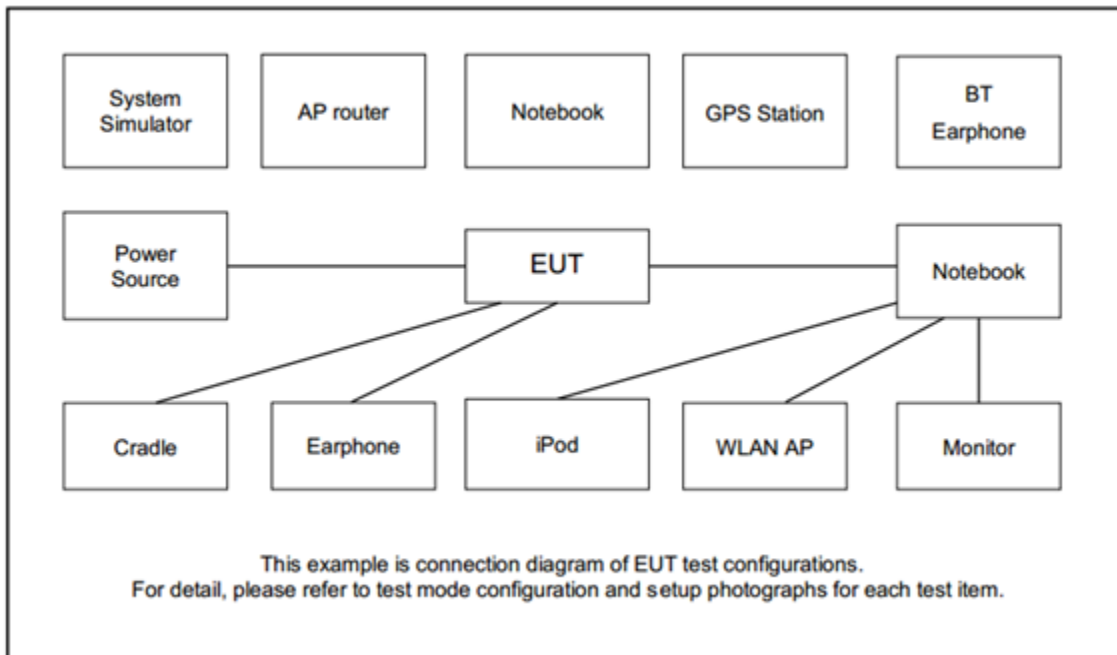 System
Simulator
AP router
Notebook
GPS Station
BT
Earphone
Power
Source
EUT
Notebook
Cradle
Earphone
iPod
WLAN AP
Monitor
This example is connection diagram of EUT test configurations.
For detail, please refer to test mode configuration and setup photographs for each test item.